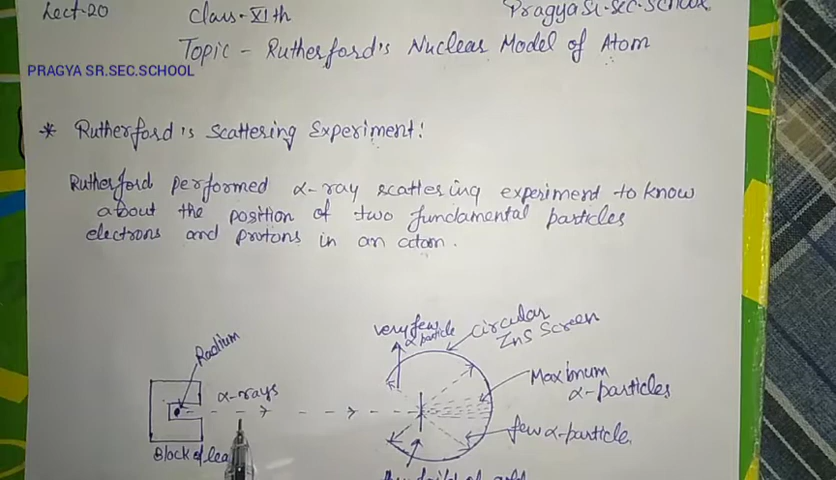 Lect-20 Class-XIth Pragya Sr.Sec.School
Topic - Rutherford's Nuclear Model of Atom
PRAGYA SR.SEC.SCHOOL
* Rutherford's Scattering Experiment:
Rutherford performed α-ray scattering experiment to know
about the position of two fundamental particles
electrons and protons in an atom.
very few
α particle
circular
ZnS Screen
Radium
Maximum
α-particles
α-rays
few α-particle
Block of lea